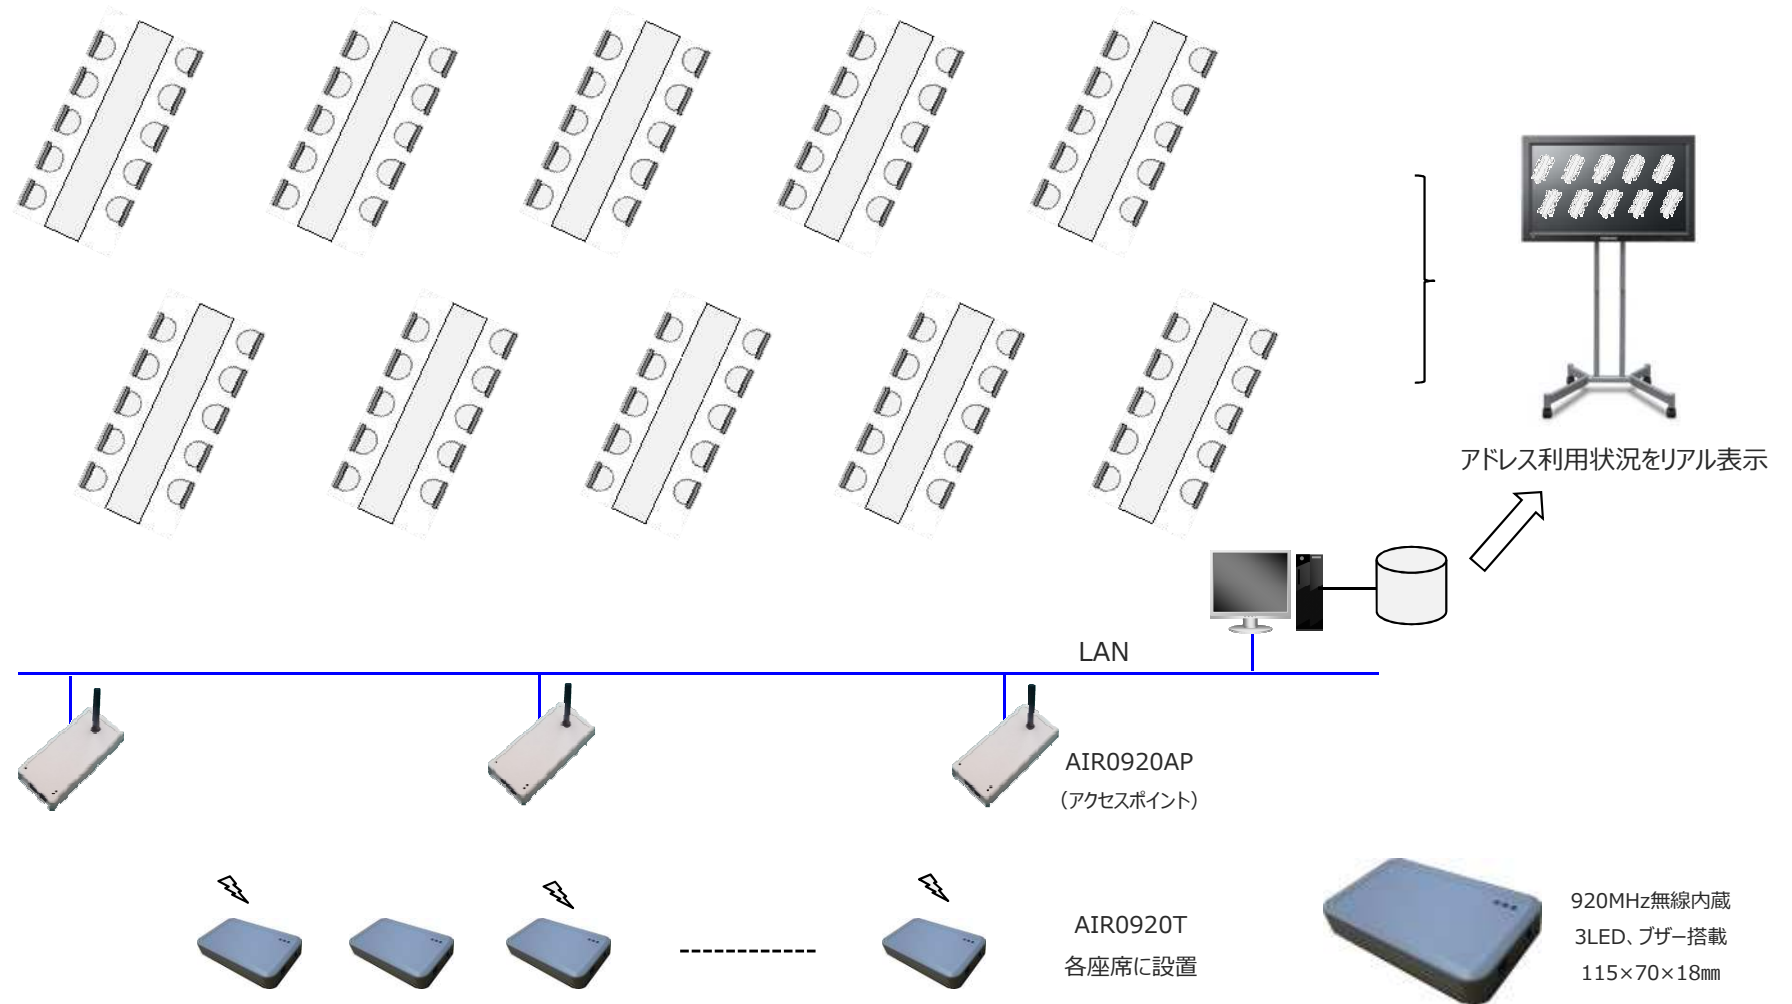 アドレス利用状況をリアル表示
LAN
AIR0920AP
（アクセスポイント）
AIR0920T
各座席に設置
920MHz無線内蔵
3LED、ブザー搭載
115×70×18㎜